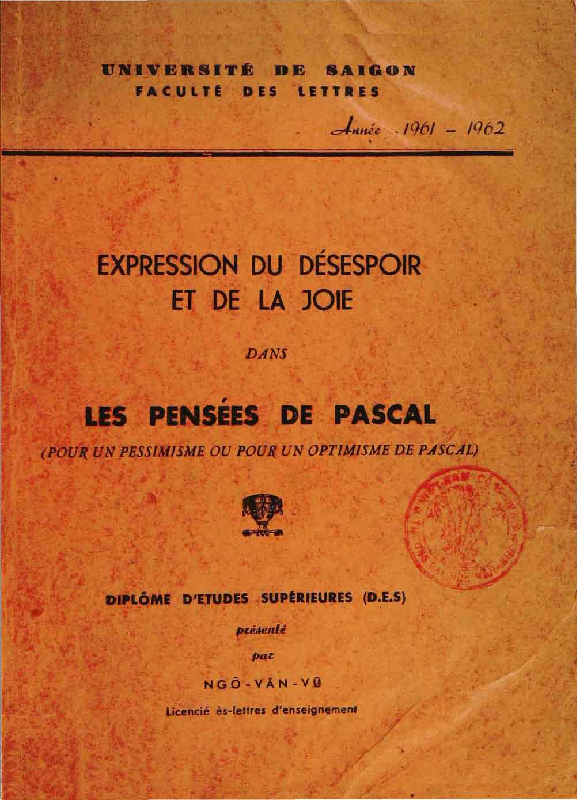 UNIVERSITÉ DE SAIGON
FACULTÉ DES LETTRES
Année 1961 - 1962
EXPRESSION DU DÉSESPOIR
ET DE LA JOIE
DANS
LES PENSÉES DE PASCAL
(POUR UN PESSIMISME OU POUR UN OPTIMISME DE PASCAL)
DIPLÔME D'ETUDES SUPÉRIEURES (D.E.S)
présenté
par
NGÔ-VĂN-VŨ
Licencié ès-lettres d'enseignement